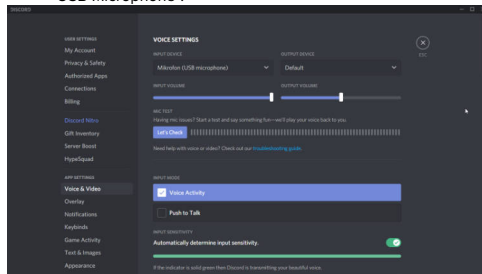 USB microphone .
DISCORD
USER SETTINGS
My Account
Privacy & Safety
Authorized Apps
Connections
Billing
Discord Nitro
Gift Inventory
Server Boost
HypeSquad
APP SETTINGS
Voice & Video
Overlay
Notifications
Keybinds
Game Activity
Text & Images
Appearance
VOICE SETTINGS
INPUT DEVICE
Mikrofon (USB microphone)
OUTPUT DEVICE
Default
INPUT VOLUME
OUTPUT VOLUME
MIC TEST
Having mic issues? Start a test and say something fun—we'll play your voice back to you.
Let's Check
Need help with voice or video? Check out our troubleshooting guide.
INPUT MODE
Voice Activity
Push to Talk
INPUT SENSITIVITY
Automatically determine input sensitivity.
If the indicator is solid green then Discord is transmitting your beautiful voice.
ESC